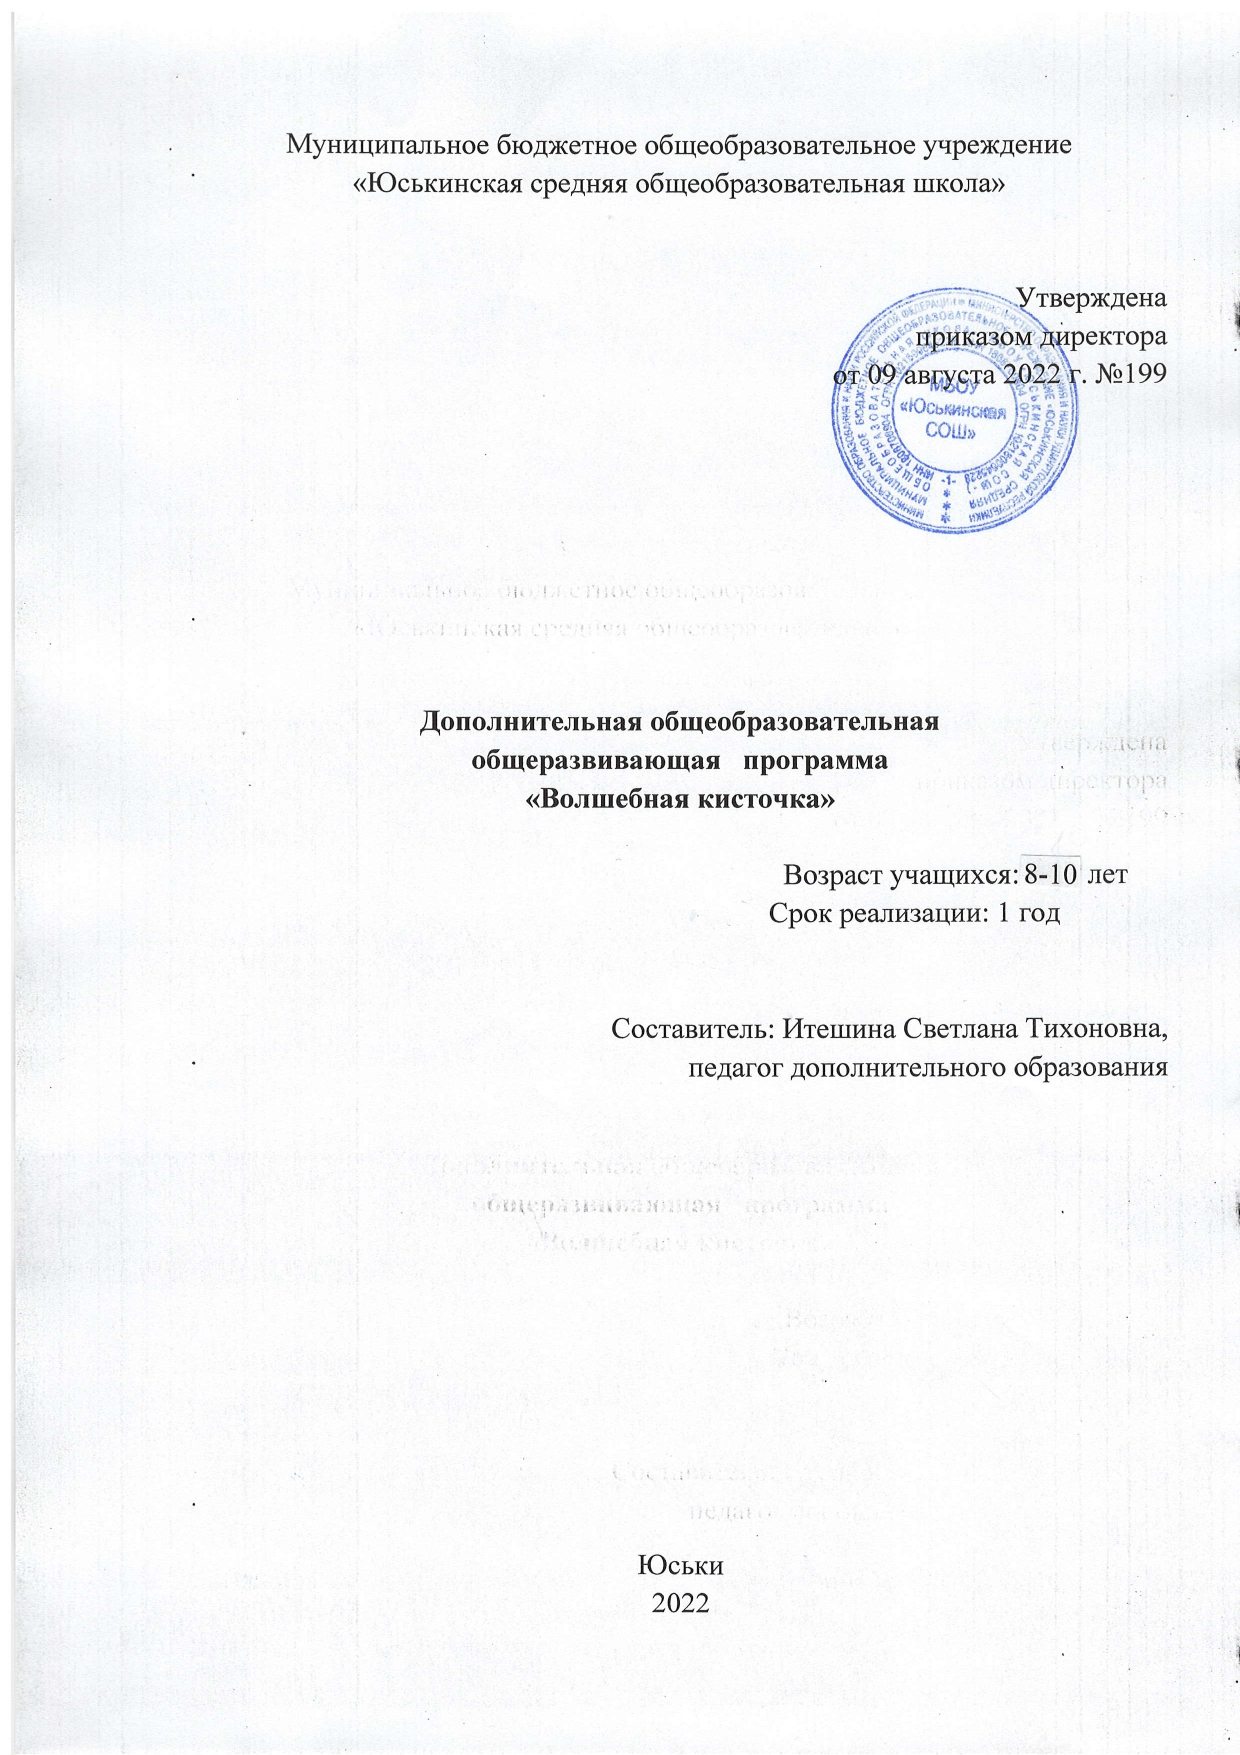 Муниципальное бюджетное общеобразовательное учреждение
«Юськинская средняя общеобразовательная школа»
Утверждена
приказом директора
от 09 августа 2022 г. №199
МБОУ
«Юськинская
СОШ»
Дополнительная общеобразовательная
общеразвивающая программа
«Волшебная кисточка»
Возраст учащихся: 8-10 лет
Срок реализации: 1 год
Составитель: Итешина Светлана Тихоновна,
педагог дополнительного образования
Юськи
2022